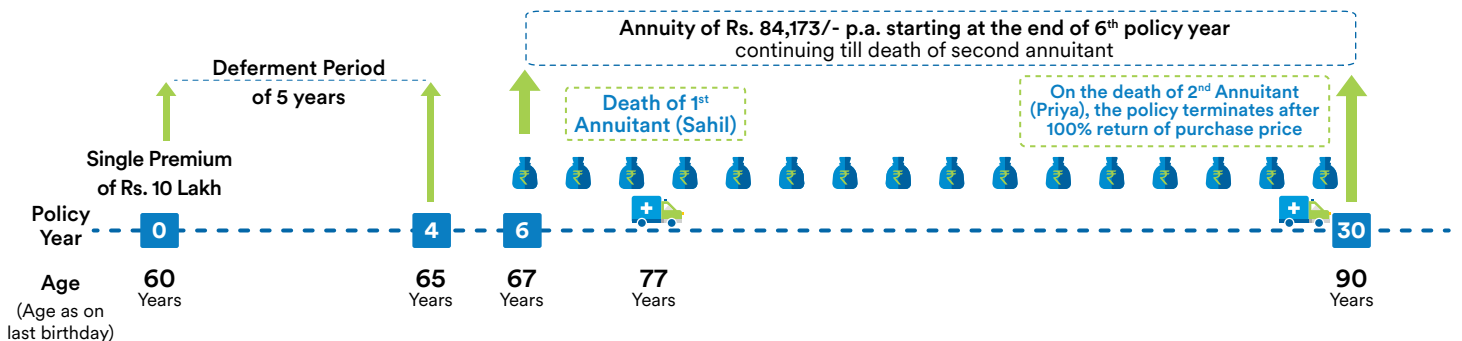 Annuity of Rs. 84,173/- p.a. starting at the end of 6th policy year
continuing till death of second annuitant
Deferment Period
of 5 years
Death of 1st
Annuitant (Sahil)
On the death of 2nd Annuitant
(Priya), the policy terminates after
100% return of purchase price
Single Premium
of Rs. 10 Lakh
₹ ₹ ₹ ₹ ₹ ₹ ₹ ₹ ₹ ₹ ₹ ₹ ₹ ₹ ₹ ₹
Policy
Year
0 4 6 30
Age
(Age as on
last birthday)
60 65 67 77 90
Years Years Years Years Years